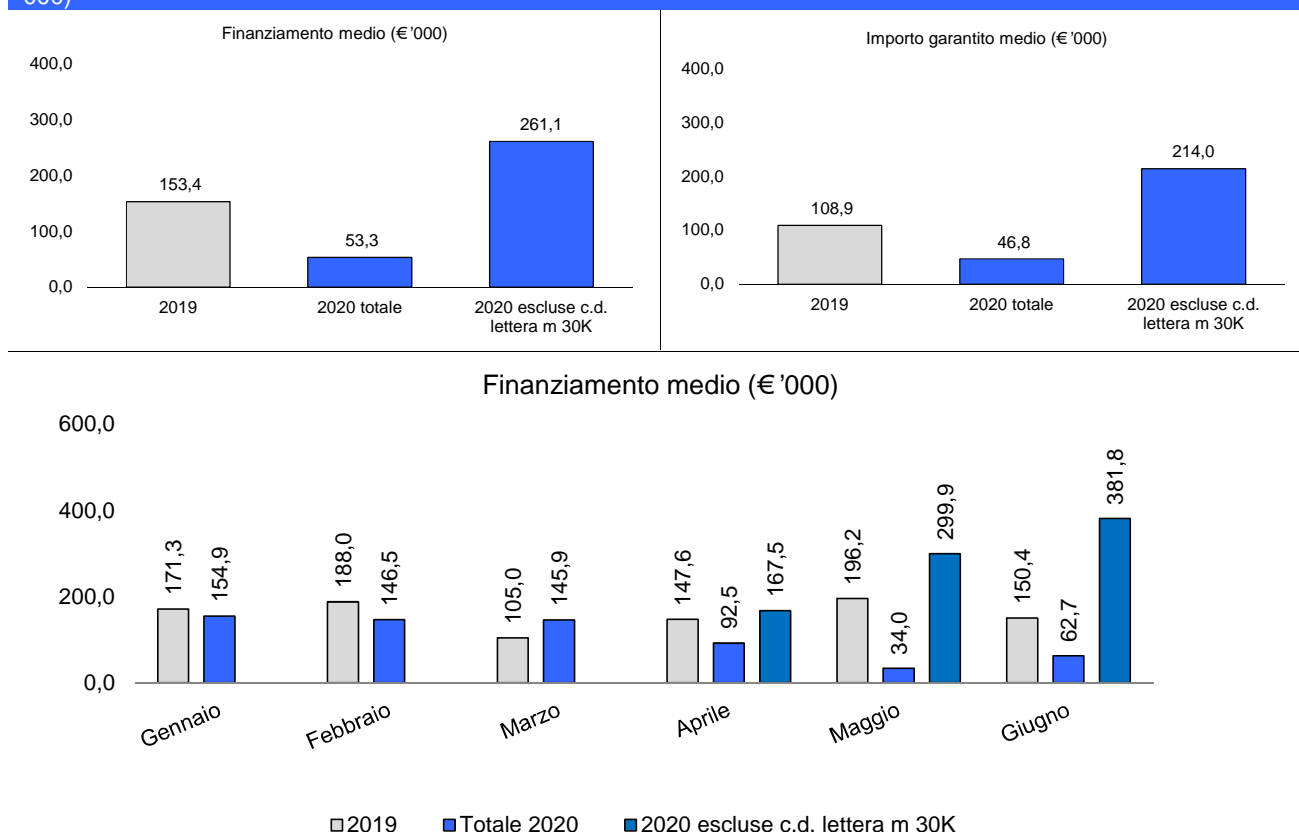 000)
Finanziamento medio (€'000)
400,0
300,0
200,0
100,0
0,0
153,4
53,3
261,1
2019
2020 totale
2020 escluse c.d.
lettera m 30K
Importo garantito medio (€'000)
400,0
300,0
200,0
100,0
0,0
108,9
46,8
214,0
2019
2020 totale
2020 escluse c.d.
lettera m 30K
Finanziamento medio (€'000)
600,0
400,0
200,0
0,0
171,3
154,9
188,0
146,5
105,0
145,9
147,6
92,5
167,5
196,2
34,0
299,9
150,4
62,7
381,8
Gennaio
Febbraio
Marzo
Aprile
Maggio
Giugno
2019
Totale 2020
2020 escluse c.d. lettera m 30K